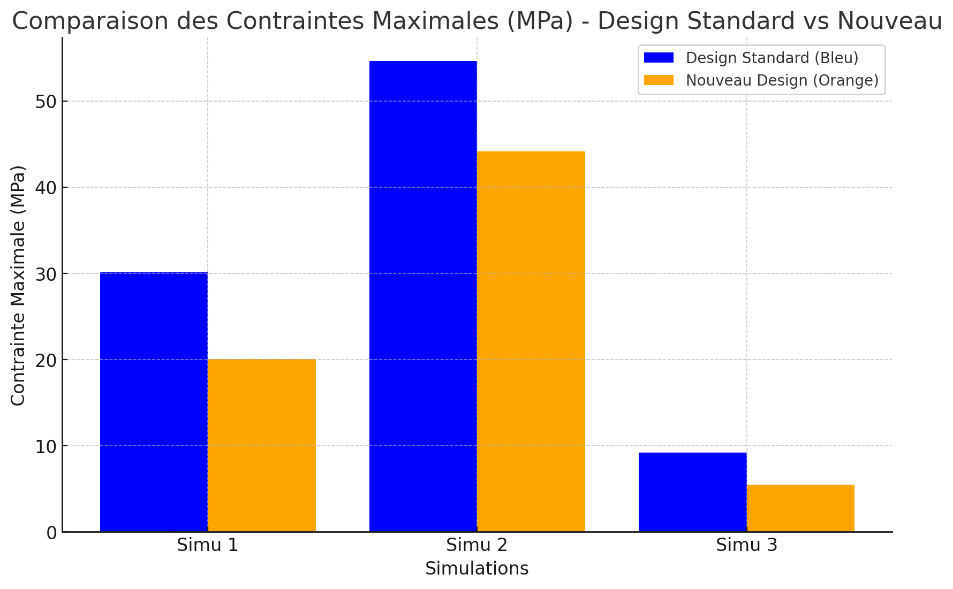 Comparaison des Contraintes Maximales (MPa) - Design Standard vs Nouveau
Design Standard (Bleu)
Nouveau Design (Orange)
Contrainte Maximale (MPa)
50
40
30
20
10
0
Simu 1
Simu 2
Simu 3
Simulations